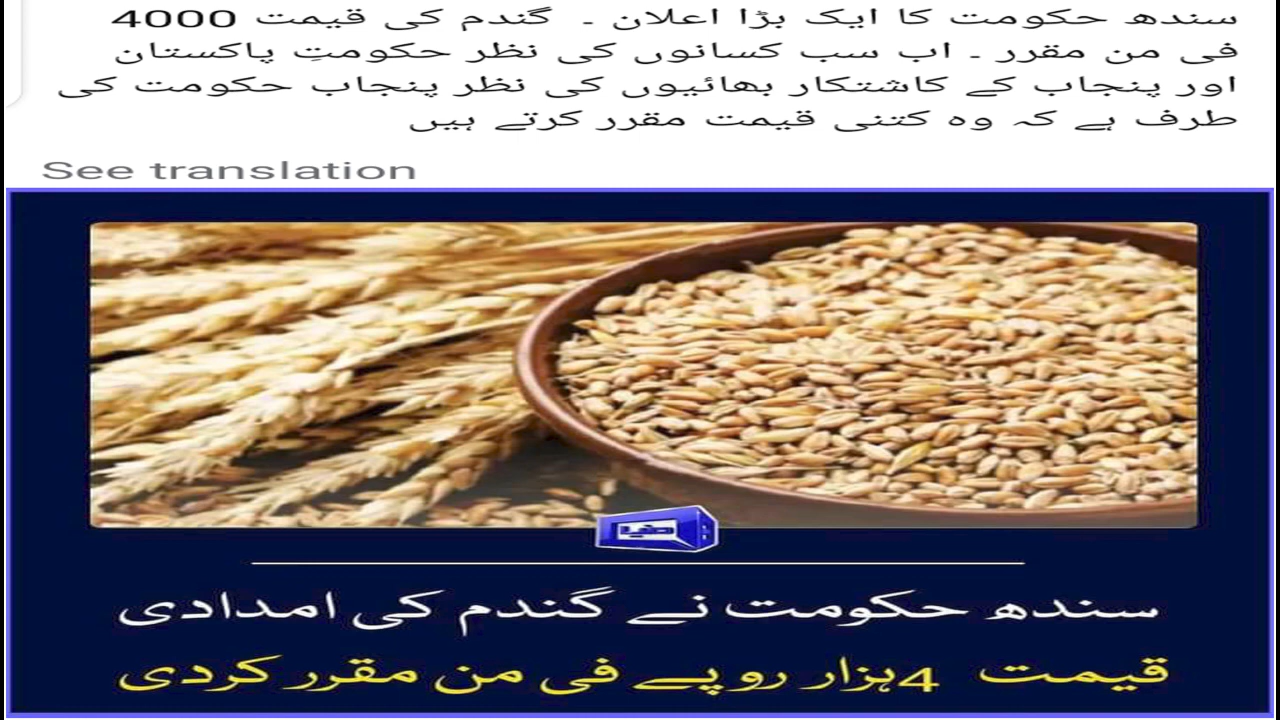 سندھ حکومت کا ایک بڑا اعلان ۔ گندم کی قیمت 4000
فی من مقرر ۔ اب سب کسانوں کی نظر حکومتِ پاکستان
اور پنجاب کے کاشتکار بھائیوں کی نظر پنجاب حکومت کی
طرف ہے کہ وہ کتنی قیمت مقرر کرتے ہیں
See translation
دنیا
سندھ حکومت نے گندم کی امدادی
قیمت 4ہزار روپے فی من مقرر کردی